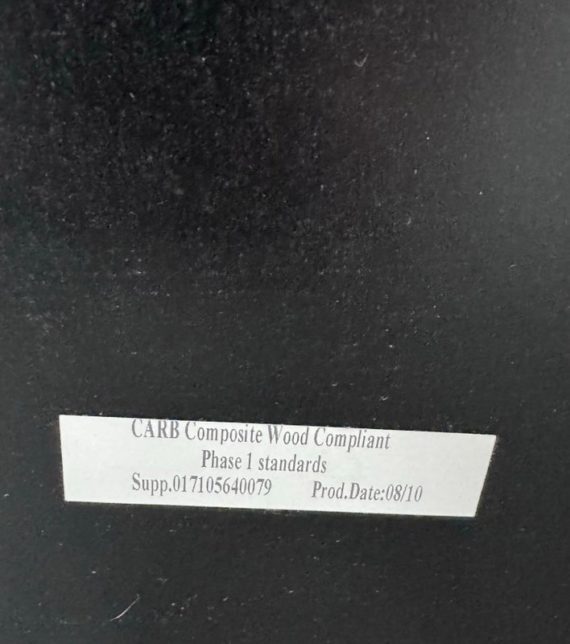 CARB Composite Wood Compliant
Phase 1 standards
Supp.017105640079 Prod.Date:08/10